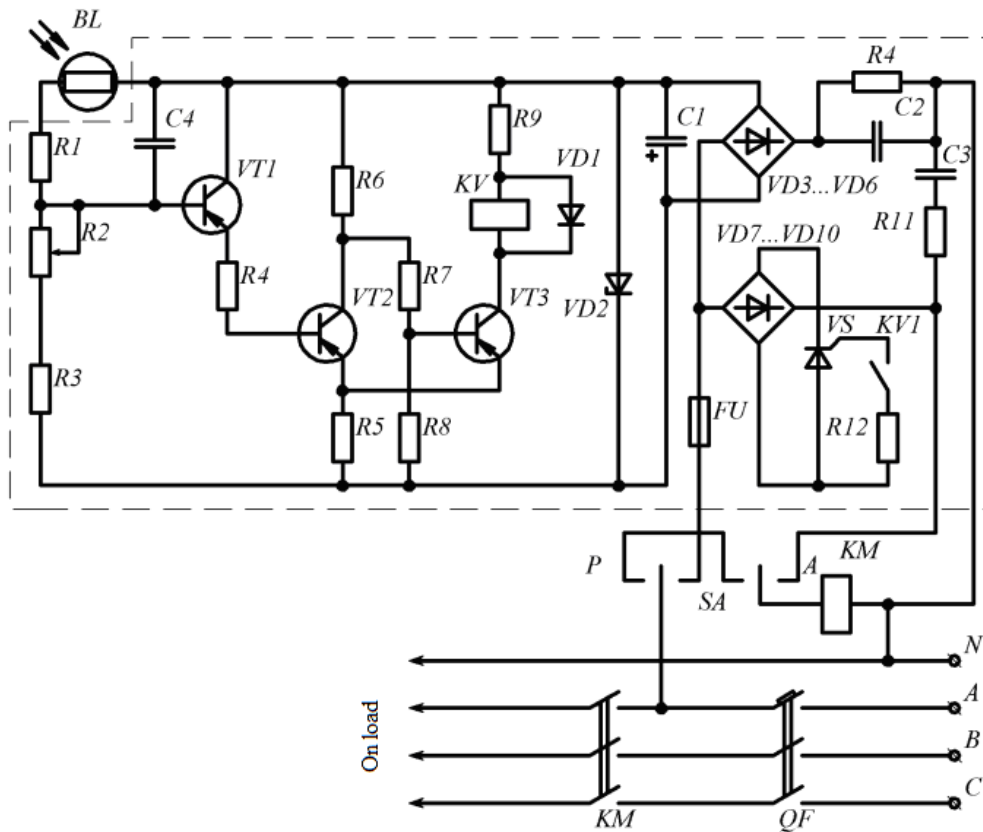 BL
R4
C4
C1
C2
R1
R9
VD1
C3
VT1
R6
KV
VD3...VD6
R2
R11
VD7...VD10
R4
R7
VT2
VT3
VD2
VS
KV1
R3
FU
R5
R8
R12
P
A
KM
SA
N
A
On load
B
C
KM
QF